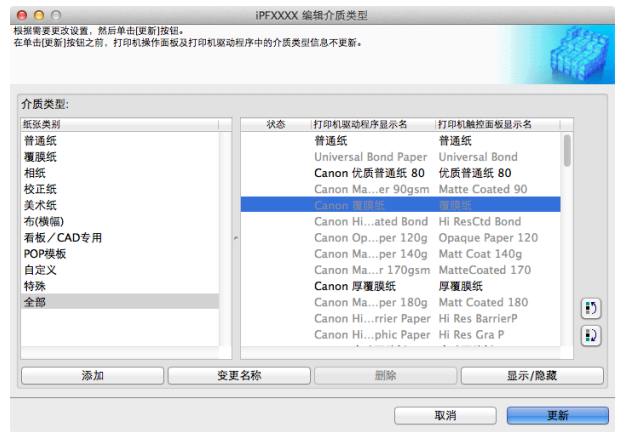 iPFXXXX 编辑介质类型
根据需要更改设置，然后单击[更新]按钮。
在单击[更新]按钮之前，打印机操作面板及打印机驱动程序中的介质类型信息不更新。
介质类型:
纸张类别
普通纸
覆膜纸
相纸
校正纸
美术纸
布(横幅)
看板／CAD专用
POP模板
自定义
特殊
全部
状态 打印机驱动程序显示名 打印机触控面板显示名
普通纸 普通纸
Universal Bond Paper Universal Bond
Canon 优质普通纸 80 优质普通纸 80
Canon Ma...er 90gsm Matte Coated 90
Canon 覆膜纸 覆膜纸
Canon Hi...ated Bond Hi ResCtd Bond
Canon Op...per 120g Opaque Paper 120
Canon Ma...per 140g Matt Coat 140g
Canon Ma...r 170gsm MatteCoated 170
Canon 厚覆膜纸 厚覆膜纸
Canon Ma...per 180g Matt Coated 180
Canon Hi...rrier Paper Hi Res BarrierP
Canon Hi...phic Paper Hi Res Gra P
添加 变更名称 删除 显示/隐藏
取消 更新